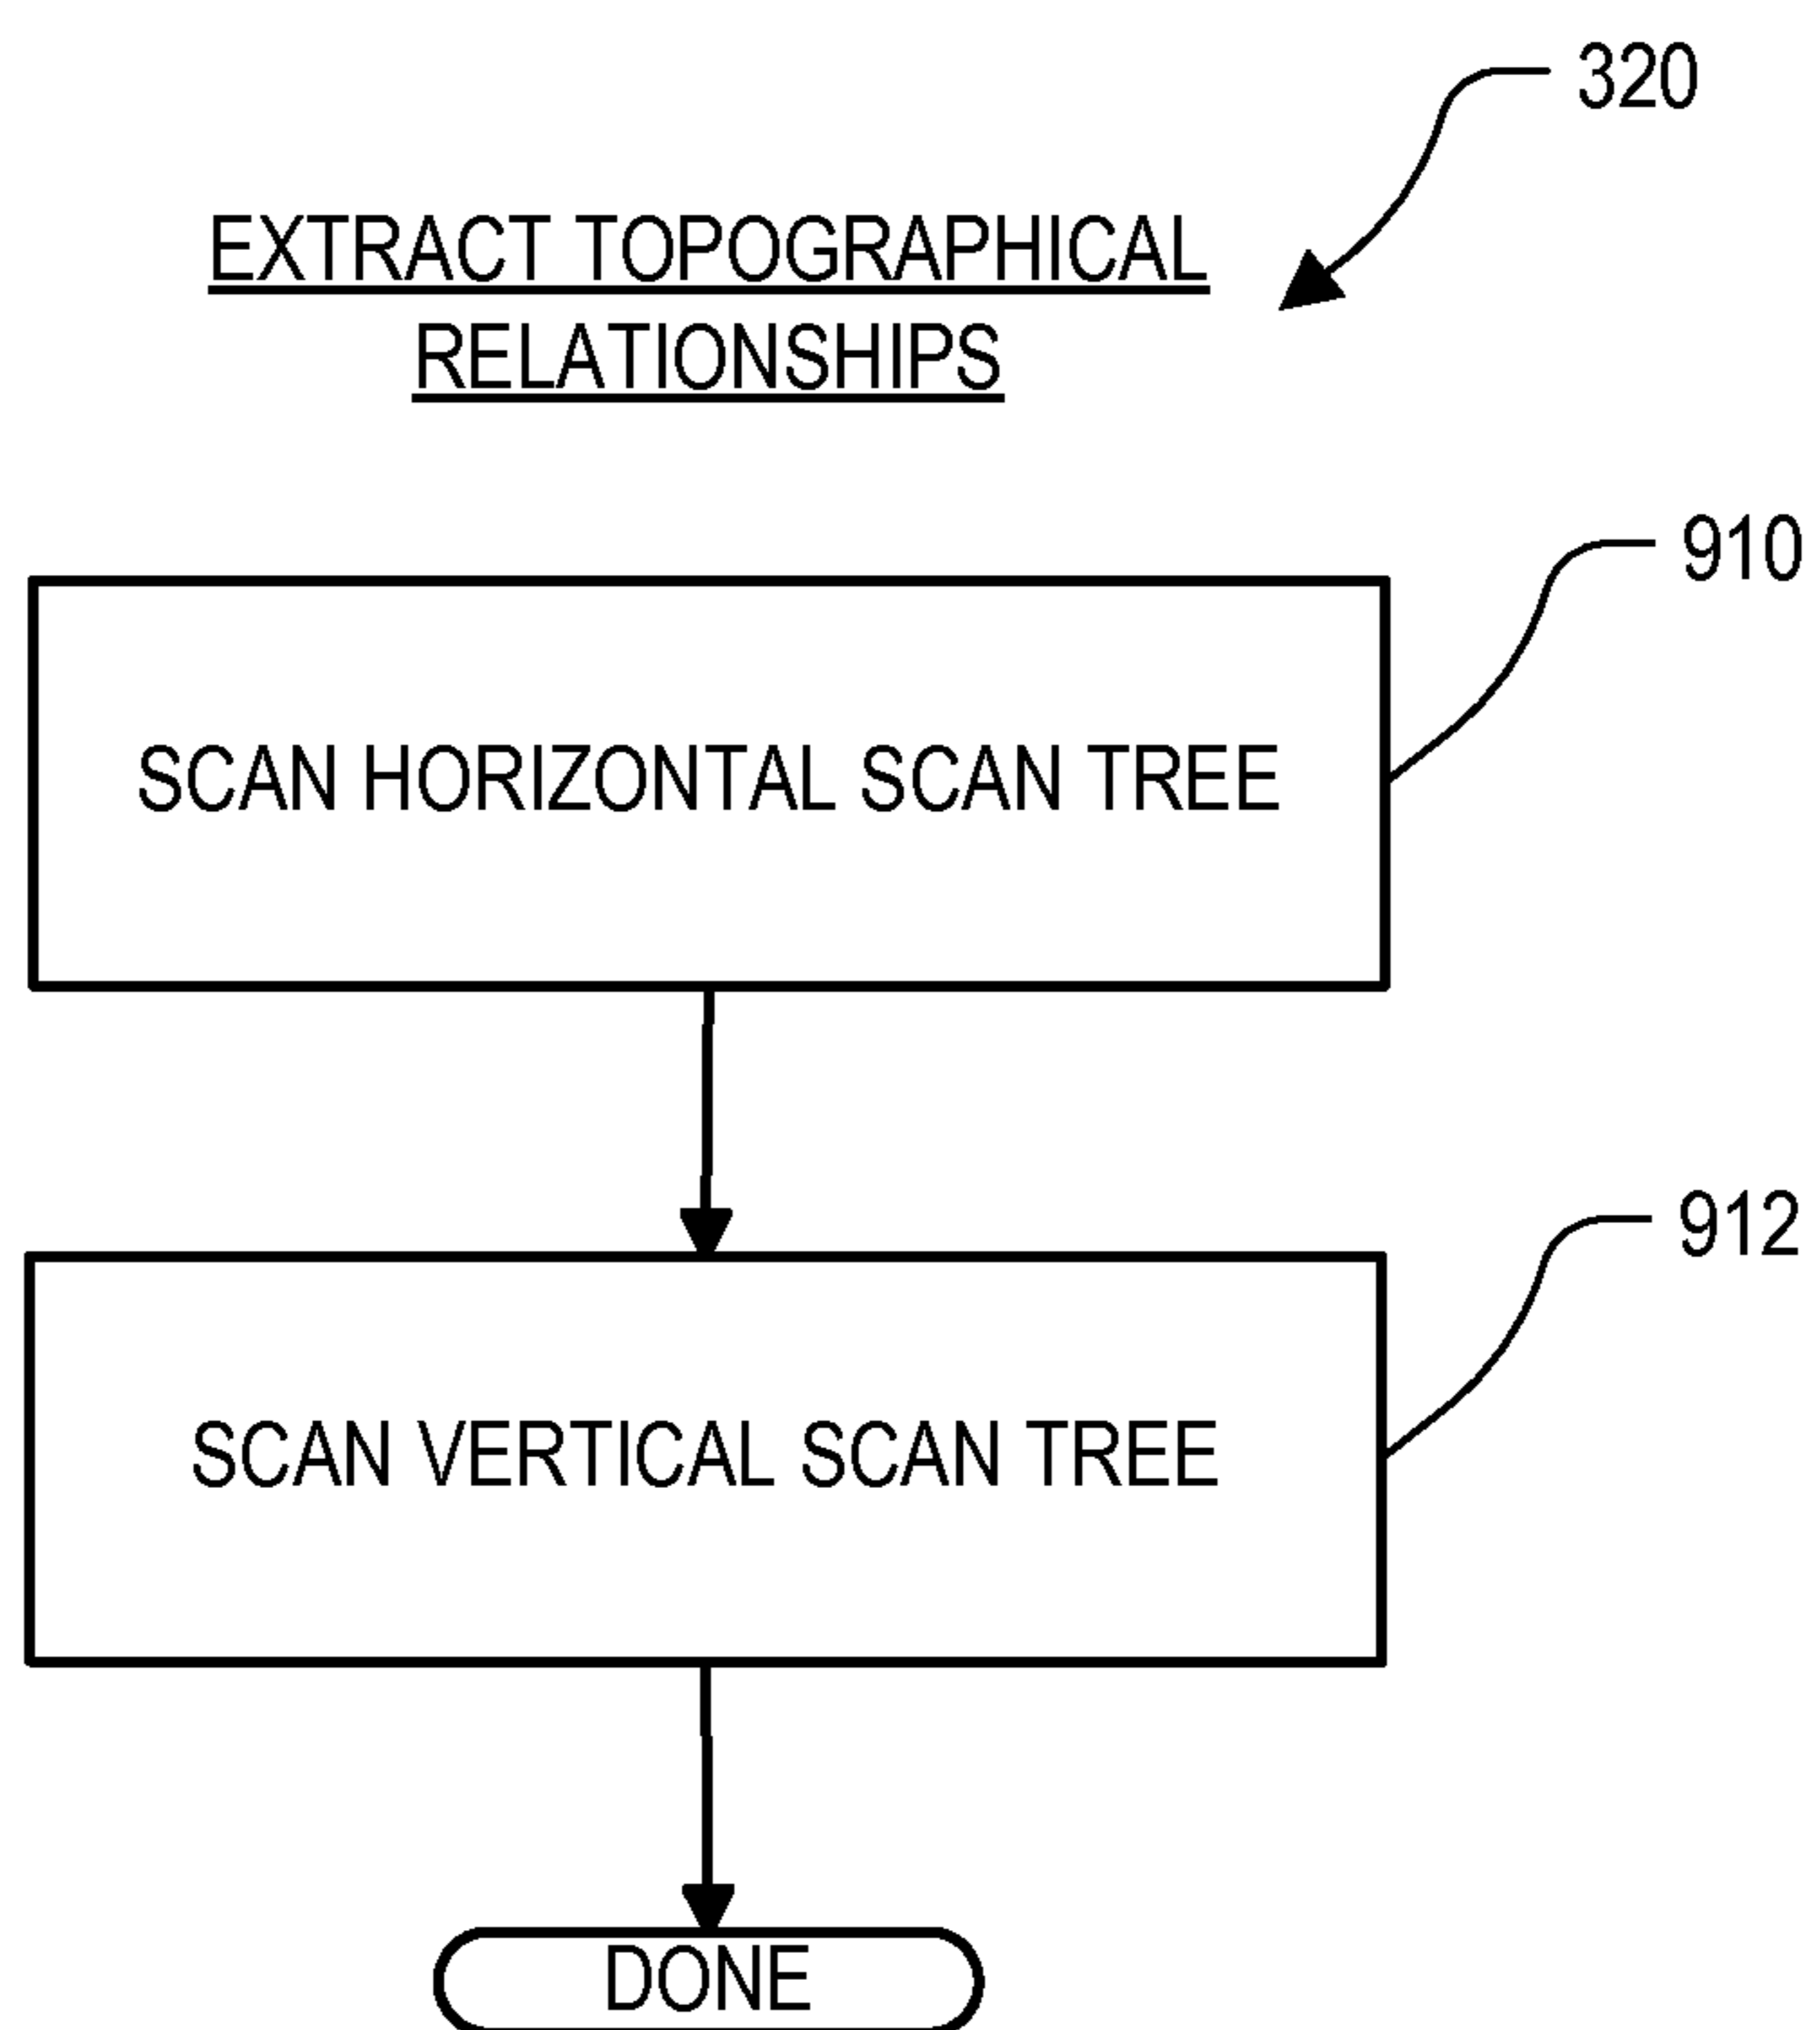 320
EXTRACT TOPOGRAPHICAL
RELATIONSHIPS
910
SCAN HORIZONTAL SCAN TREE
912
SCAN VERTICAL SCAN TREE
DONE